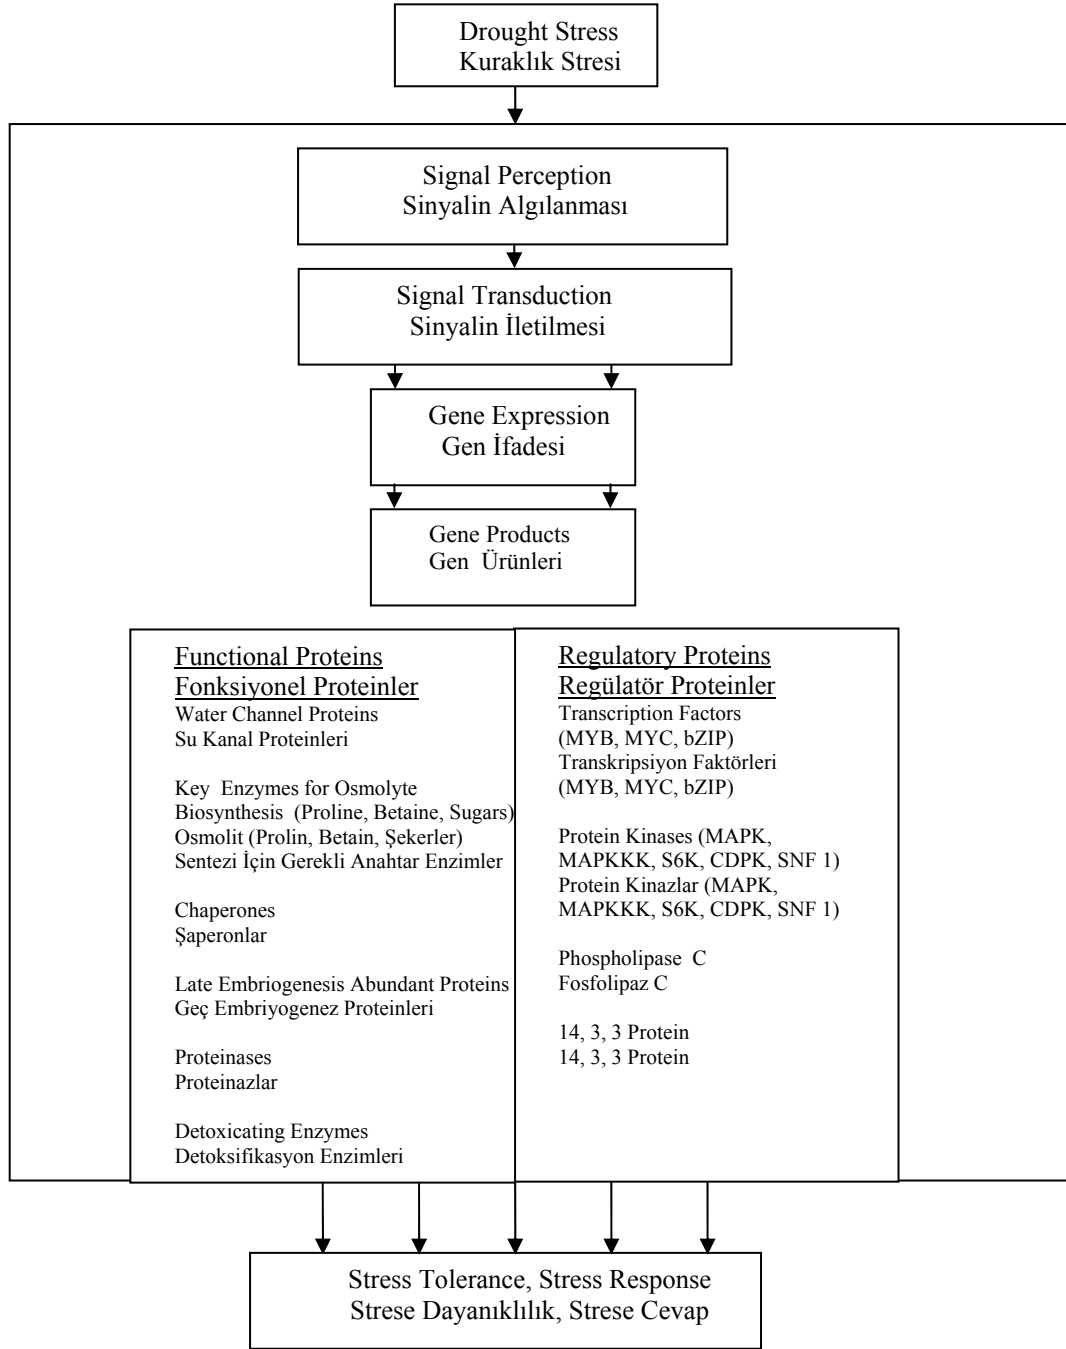 Drought Stress
Kuraklık Stresi
Signal Perception
Sinyalin Algılanması
Signal Transduction
Sinyalin İletilmesi
Gene Expression
Gen İfadesi
Gene Products
Gen Ürünleri
Functional Proteins
Fonksiyonel Proteinler
Water Channel Proteins
Su Kanal Proteinleri
Key Enzymes for Osmolyte
Biosynthesis (Proline, Betaine, Sugars)
Osmolit (Prolin, Betain, Şekerler)
Sentezi İçin Gerekli Anahtar Enzimler
Chaperones
Şaperonlar
Late Embriogenesis Abundant Proteins
Geç Embriyogenez Proteinleri
Proteinases
Proteinazlar
Detoxicating Enzymes
Detoksifikasyon Enzimleri
Regulatory Proteins
Regülatör Proteinler
Transcription Factors
(MYB, MYC, bZIP)
Transkripsiyon Faktörleri
(MYB, MYC, bZIP)
Protein Kinases (MAPK,
MAPKKK, S6K, CDPK, SNF 1)
Protein Kinazlar (MAPK,
MAPKKK, S6K, CDPK, SNF 1)
Phospholipase C
Fosfolipaz C
14, 3, 3 Protein
14, 3, 3 Protein
Stress Tolerance, Stress Response
Strese Dayanıklılık, Strese Cevap